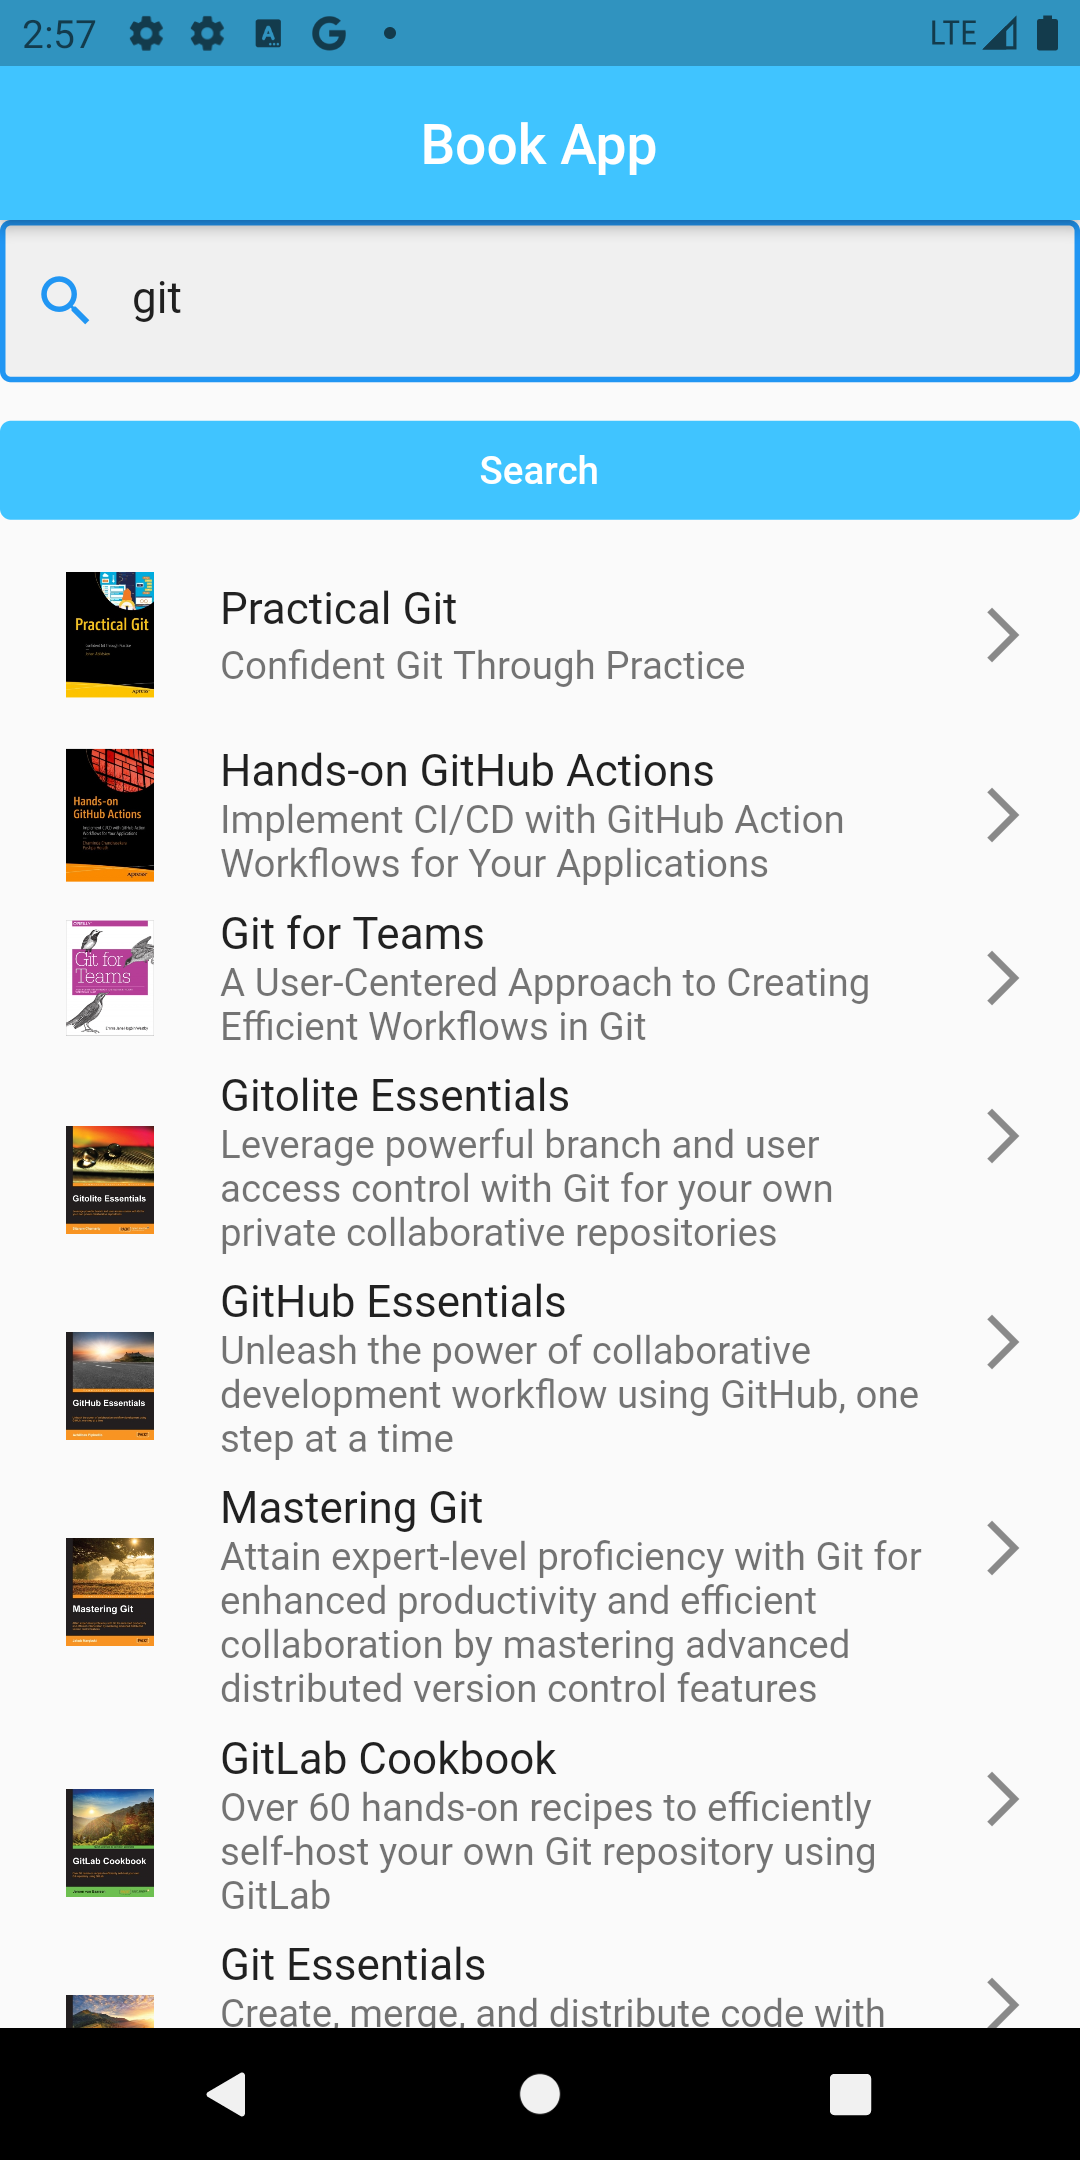 2:57
LTE
Book App
git
Search
Practical Git
Confident Git Through Practice
Hands-on GitHub Actions
Implement CI/CD with GitHub Action
Workflows for Your Applications
Git for Teams
A User-Centered Approach to Creating
Efficient Workflows in Git
Gitolite Essentials
Leverage powerful branch and user
access control with Git for your own
private collaborative repositories
GitHub Essentials
Unleash the power of collaborative
development workflow using GitHub, one
step at a time
Mastering Git
Attain expert-level proficiency with Git for
enhanced productivity and efficient
collaboration by mastering advanced
distributed version control features
GitLab Cookbook
Over 60 hands-on recipes to efficiently
self-host your own Git repository using
GitLab
Git Essentials
Create, merge, and distribute code with
Practical Git
Apress
Hands-on
GitHub Actions
Apress
Git for
Teams
Gitolite Essentials
GitHub Essentials
Mastering Git
GitLab Cookbook